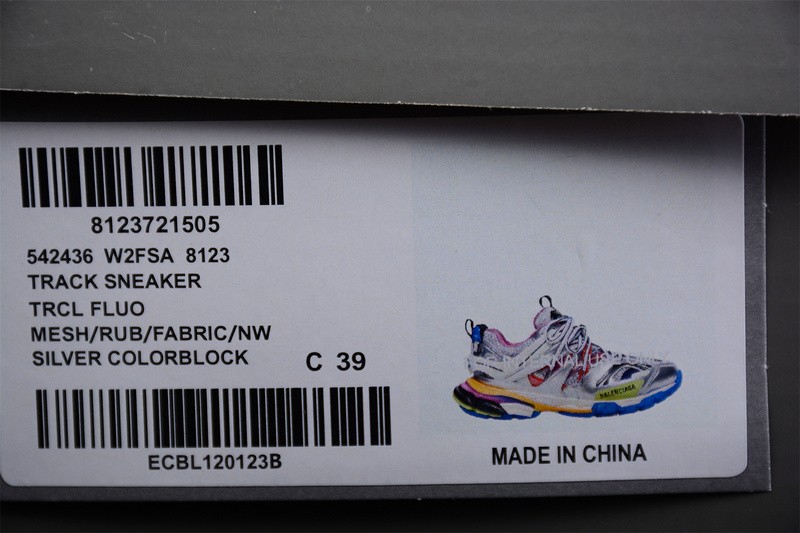 8123721505
542436 W2FSA 8123
TRACK SNEAKER
TRCL FLUO
MESH/RUB/FABRIC/NW
SILVER COLORBLOCK
C 39
ECBL120123B
BALENCIAGA
MADE IN CHINA